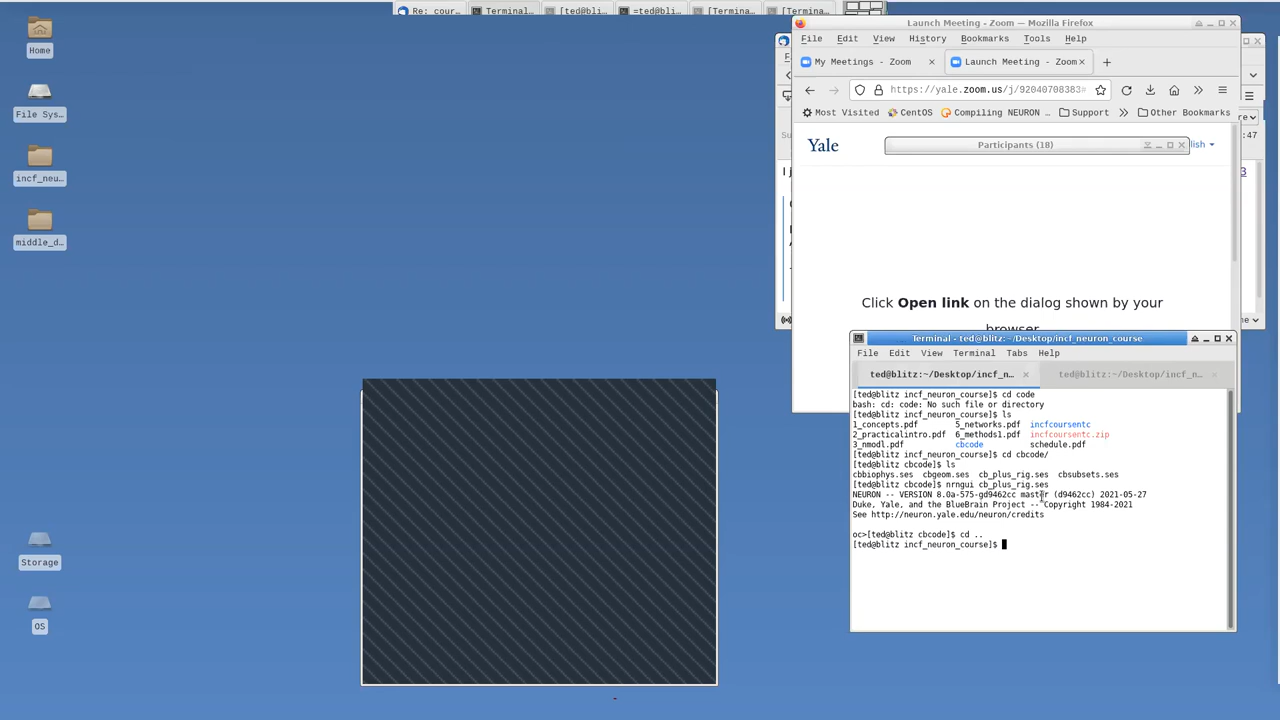 Re: cour…
Terminal…
[ted@bli…
=ted@bli…
[Termina…
[Termina…
Home
File Sys…
incf_neu…
middle_d…
Storage
OS
Launch Meeting - Zoom — Mozilla Firefox
File Edit View History Bookmarks Tools Help
My Meetings - Zoom
Launch Meeting - Zoom
https://yale.zoom.us/j/92040708383#
Most Visited CentOS Compiling NEURON … Support Other Bookmarks
Yale
Participants (18)
lish
Click Open link on the dialog shown by your
browser
:47
Terminal - ted@blitz:~/Desktop/incf_neuron_course
File Edit View Terminal Tabs Help
ted@blitz:~/Desktop/incf_n…
ted@blitz:~/Desktop/incf_n…
[ted@blitz incf_neuron_course]$ cd code
bash: cd: code: No such file or directory
[ted@blitz incf_neuron_course]$ ls
1_concepts.pdf 5_networks.pdf incfcoursentc
2_practicalintro.pdf 6_methods1.pdf incfcoursentc.zip
3_nmodl.pdf cbcode schedule.pdf
[ted@blitz incf_neuron_course]$ cd cbcode/
[ted@blitz cbcode]$ ls
cbbiophys.ses cbgeom.ses cb_plus_rig.ses cbsubsets.ses
[ted@blitz cbcode]$ nrngui cb_plus_rig.ses
NEURON -- VERSION 8.0a-575-gd9462cc master (d9462cc) 2021-05-27
Duke, Yale, and the BlueBrain Project -- Copyright 1984-2021
See http://neuron.yale.edu/neuron/credits
oc>[ted@blitz cbcode]$ cd ..
[ted@blitz incf_neuron_course]$